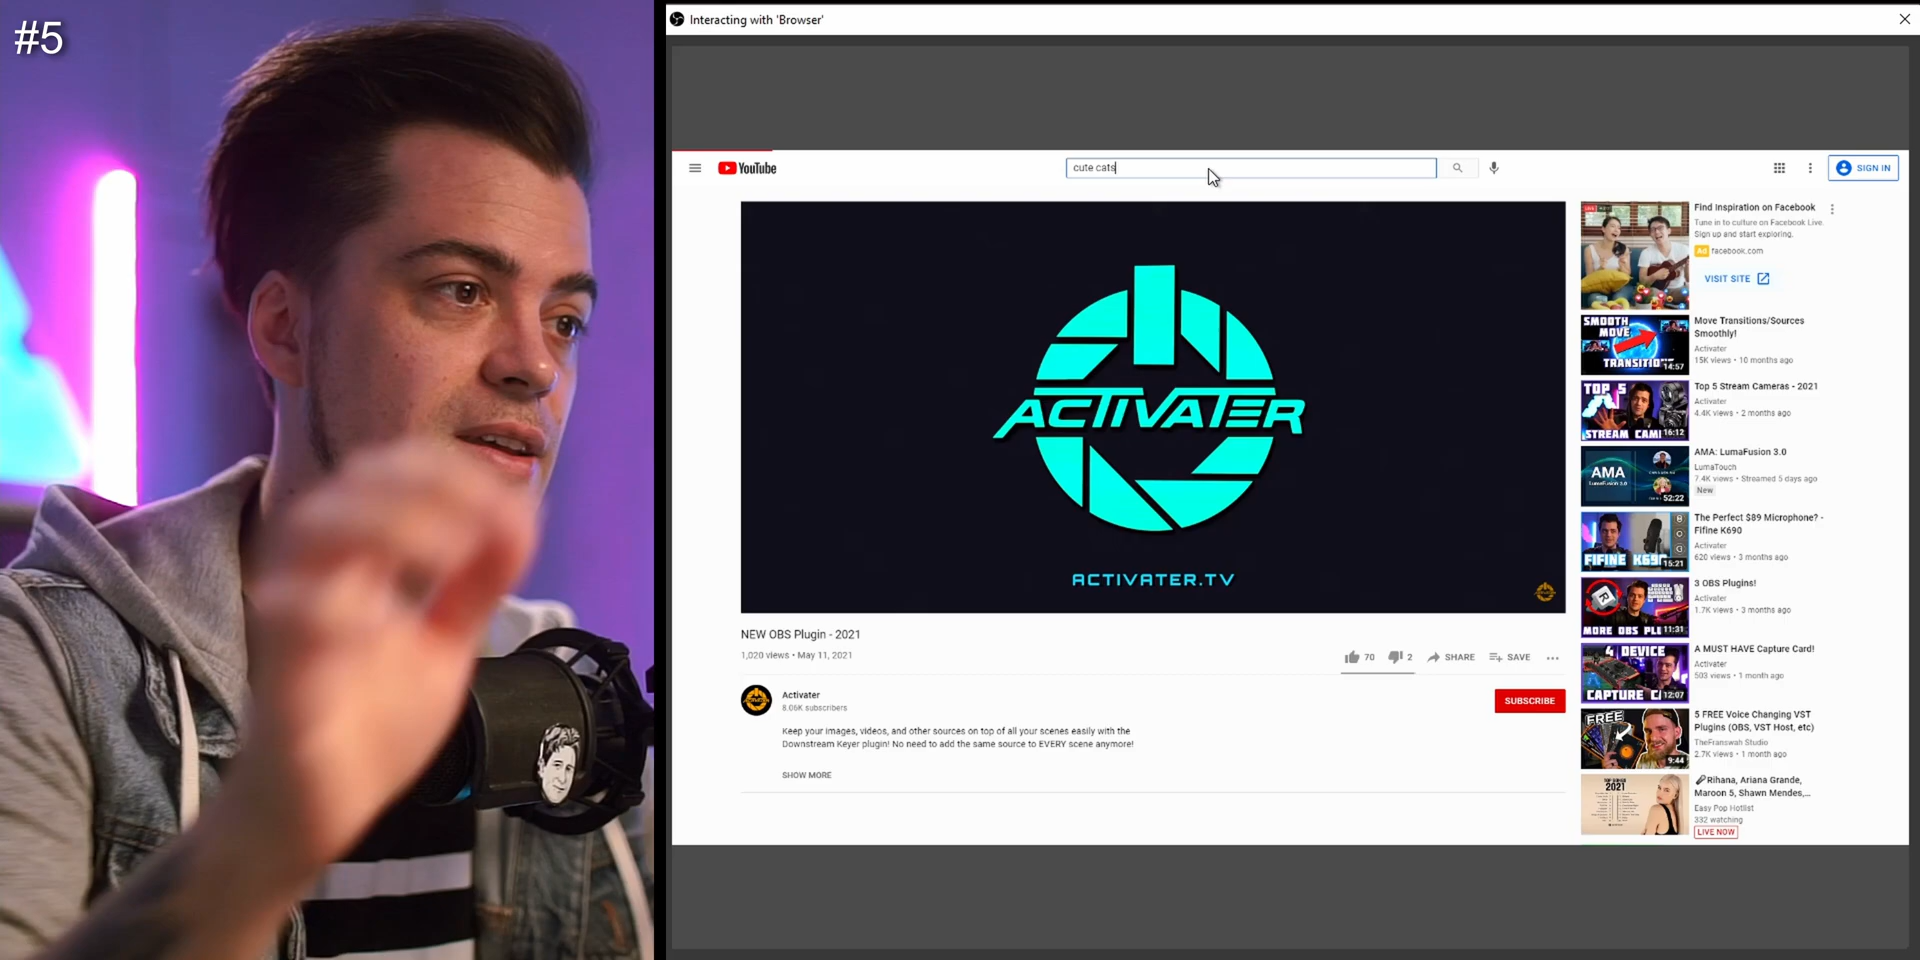 #5
Interacting with 'Browser'
YouTube
cute cats
SIGN IN
ACTIVATER
ACTIVATER.TV
NEW OBS Plugin - 2021
1,020 views • May 11, 2021
70
2
SHARE
SAVE
Activater
8.06K subscribers
SUBSCRIBE
Keep your images, videos, and other sources on top of all your scenes easily with the
Downstream Keyer plugin! No need to add the same source to EVERY scene anymore!
SHOW MORE
LIVE
Find Inspiration on Facebook
Tune in to culture on Facebook Live.
Sign up and start exploring.
Ad facebook.com
VISIT SITE
SMOOTH
MOVE
TRANSITIO
14:57
Move Transitions/Sources
Smoothly!
Activater
15K views • 10 months ago
TOP 5
STREAM CAM
16:12
Top 5 Stream Cameras - 2021
Activater
4.4K views • 2 months ago
AMA
LumaFusion 3.0
52:22
AMA: LumaFusion 3.0
LumaTouch
7.4K views • Streamed 5 days ago
New
FIFINE K690
15:21
The Perfect $89 Microphone? -
Fifine K690
Activater
620 views • 3 months ago
R
MORE OBS PLU
11:31
3 OBS Plugins!
Activater
1.7K views • 3 months ago
4 DEVICE
CAPTURE C
12:07
A MUST HAVE Capture Card!
Activater
503 views • 1 month ago
FREE
9:44
5 FREE Voice Changing VST
Plugins (OBS, VST Host, etc)
TheFranswah Studio
2.7K views • 1 month ago
TOP SONGS
2021
Rihana, Ariana Grande,
Maroon 5, Shawn Mendes,...
Easy Pop Hotlist
332 watching
LIVE NOW